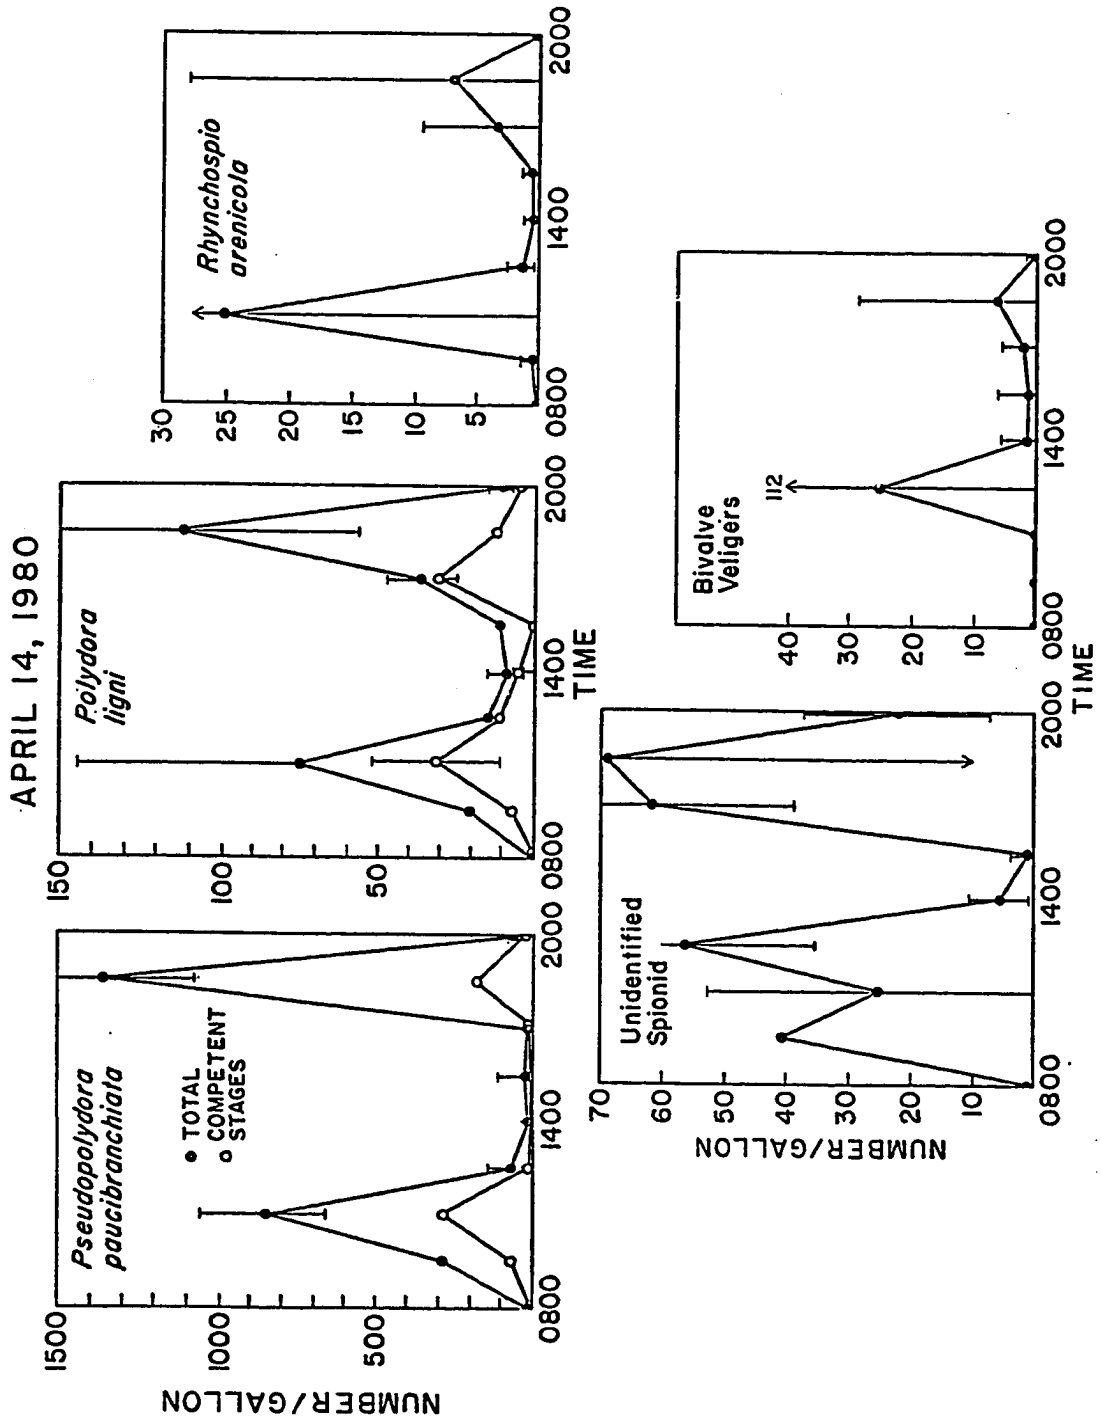 APRIL 14, 1980
NUMBER/GALLON
1500
1000
500
Pseudopolydora
paucibranchiata
TOTAL
COMPETENT
STAGES
0800
1400
2000
150
100
50
Polydora
ligni
0800
1400
2000
TIME
30
25
20
15
10
5
Rhynchospio
arenicola
0800
1400
2000
NUMBER/GALLON
70
60
50
40
30
20
10
Unidentified
Spionid
0800
1400
2000
TIME
40
30
20
10
Bivalve
Veligers
112
0800
1400
2000